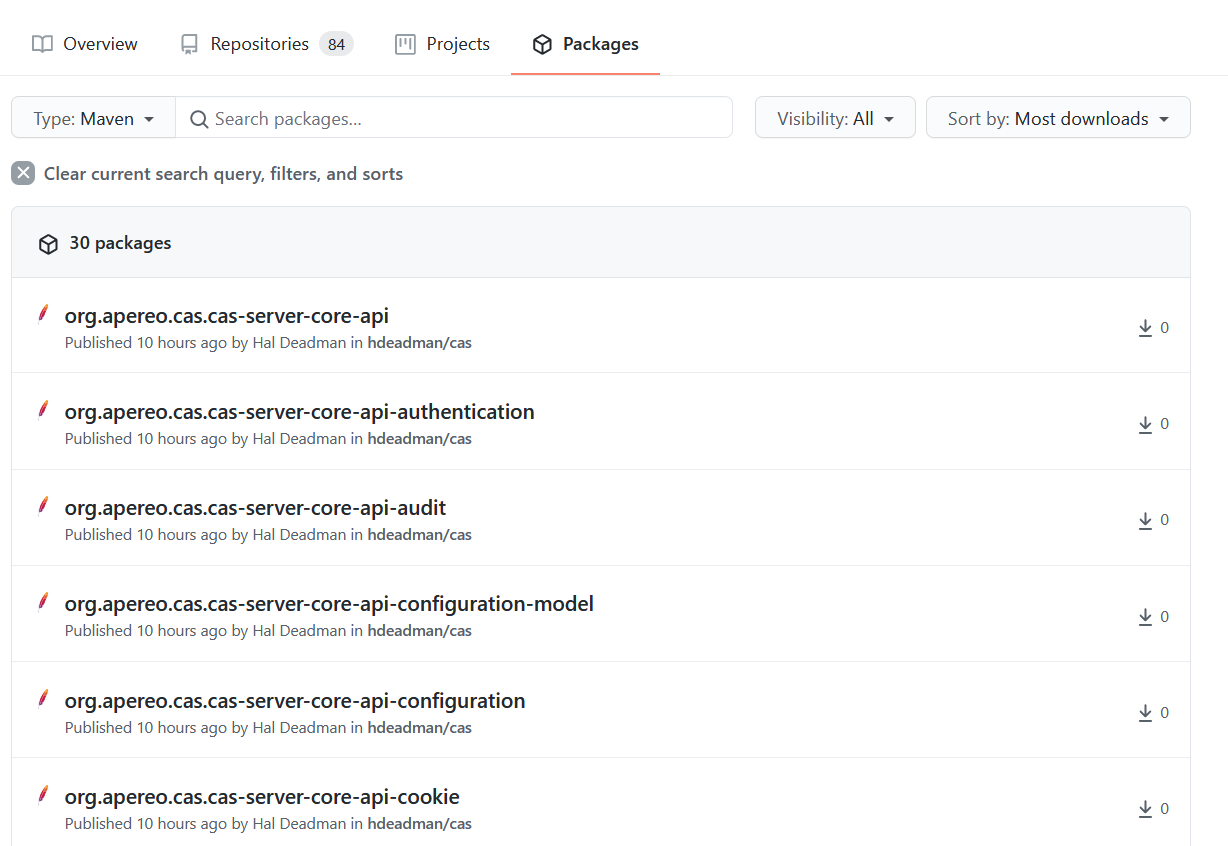 Overview Repositories 84 Projects Packages
Type: Maven Search packages... Visibility: All Sort by: Most downloads
Clear current search query, filters, and sorts
30 packages
org.apereo.cas.cas-server-core-api
Published 10 hours ago by Hal Deadman in hdeadman/cas 0
org.apereo.cas.cas-server-core-api-authentication
Published 10 hours ago by Hal Deadman in hdeadman/cas 0
org.apereo.cas.cas-server-core-api-audit
Published 10 hours ago by Hal Deadman in hdeadman/cas 0
org.apereo.cas.cas-server-core-api-configuration-model
Published 10 hours ago by Hal Deadman in hdeadman/cas 0
org.apereo.cas.cas-server-core-api-configuration
Published 10 hours ago by Hal Deadman in hdeadman/cas 0
org.apereo.cas.cas-server-core-api-cookie
Published 10 hours ago by Hal Deadman in hdeadman/cas 0